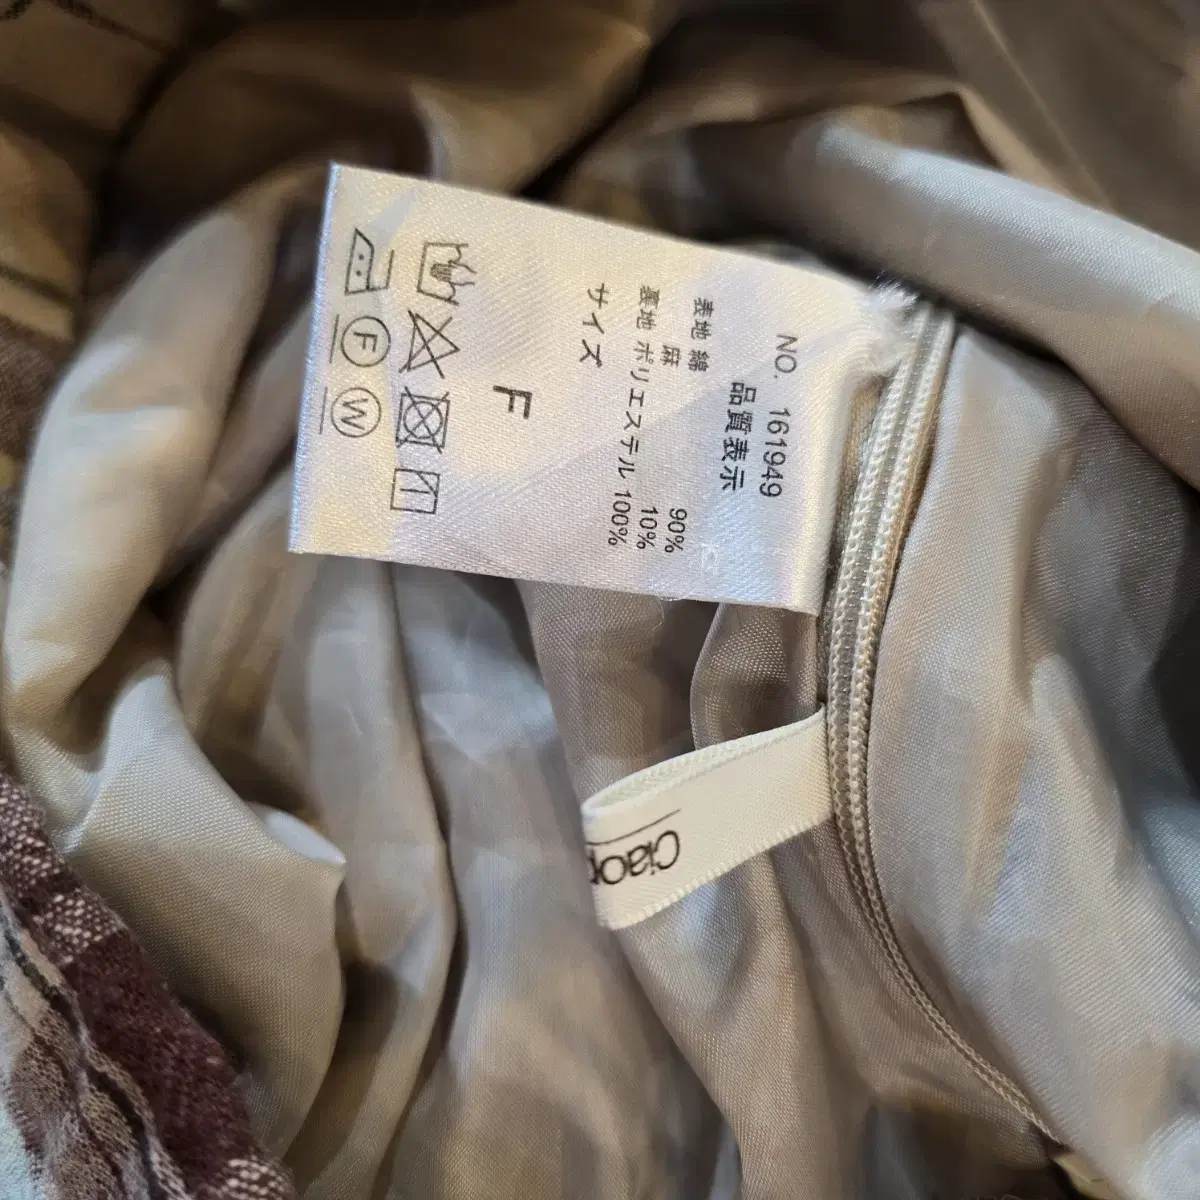 NO. 161949
品質表示
表地 綿 90%
麻 10%
裏地 ポリエステル 100%
サイズ
F
F
W
Ciaop